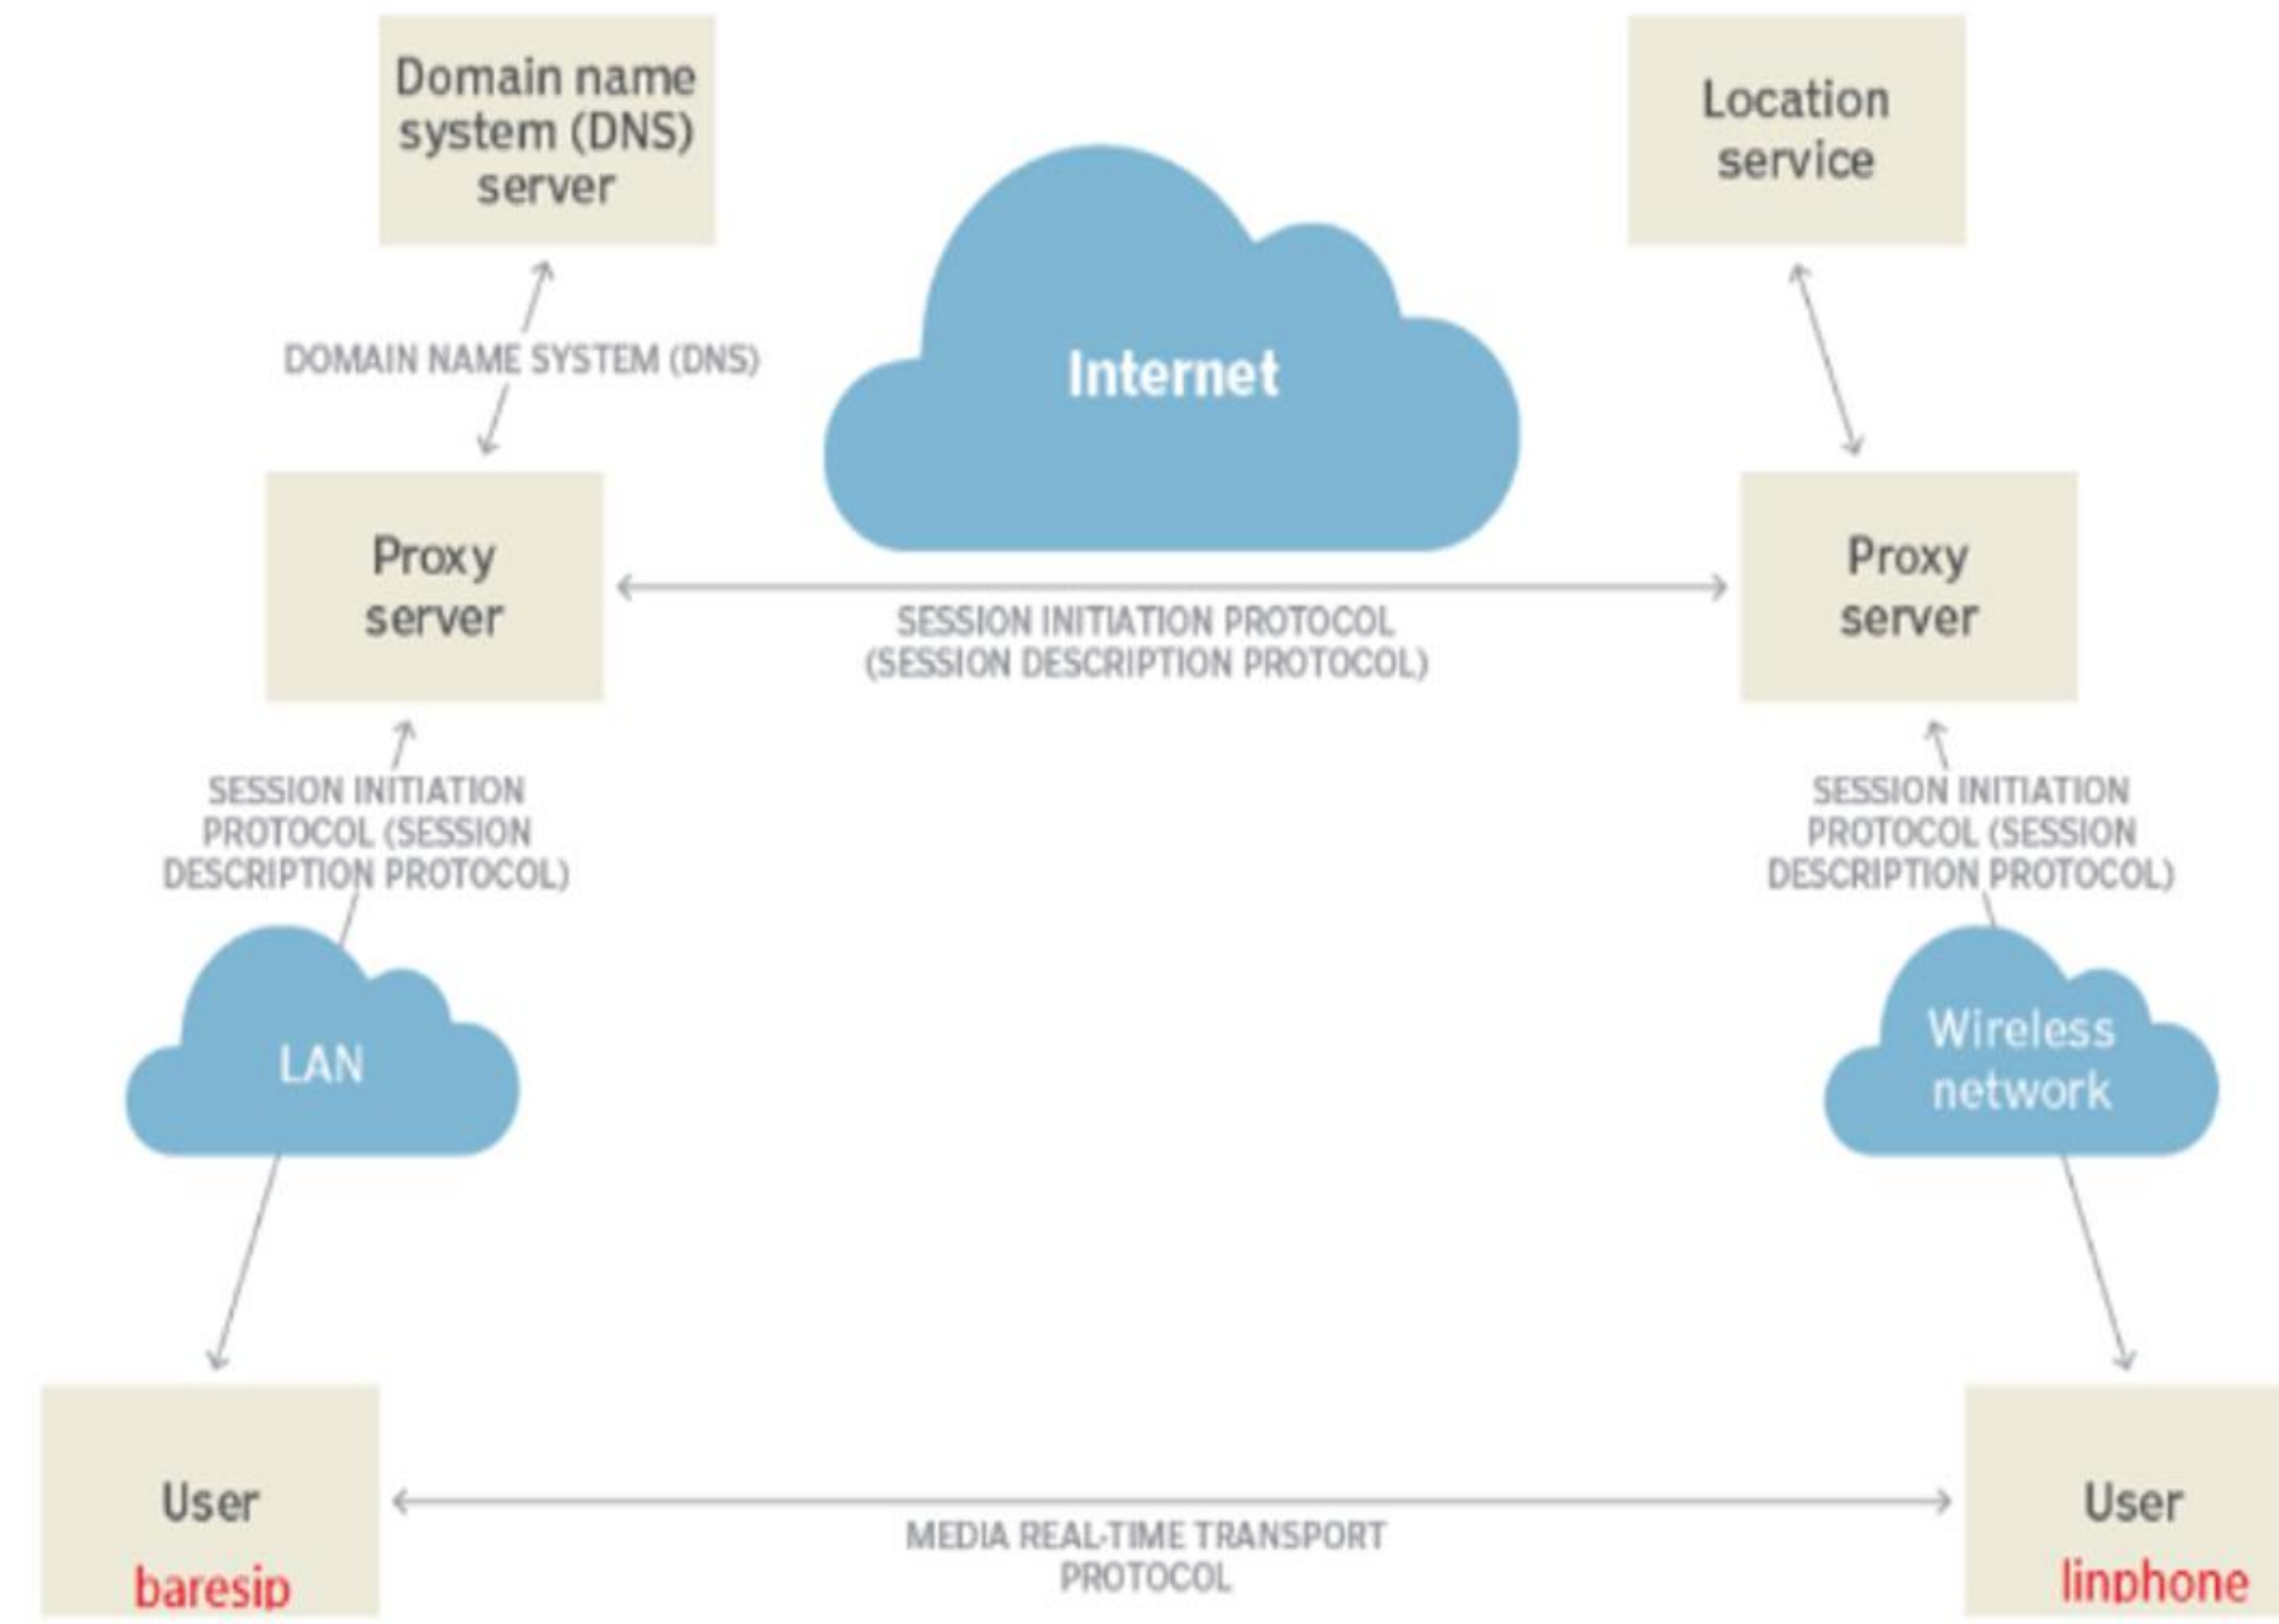 Domain name
system (DNS)
server
Location
service
DOMAIN NAME SYSTEM (DNS)
Internet
Proxy
server
Proxy
server
SESSION INITIATION PROTOCOL
(SESSION DESCRIPTION PROTOCOL)
SESSION INITIATION
PROTOCOL (SESSION
DESCRIPTION PROTOCOL)
SESSION INITIATION
PROTOCOL (SESSION
DESCRIPTION PROTOCOL)
LAN
Wireless
network
User
baresip
MEDIA REAL-TIME TRANSPORT
PROTOCOL
User
linphone